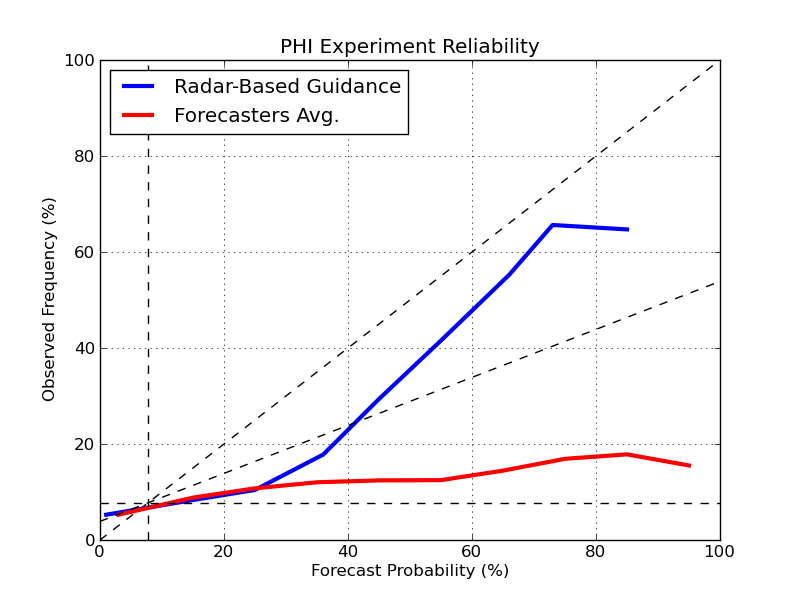 PHI Experiment Reliability
Radar-Based Guidance
Forecasters Avg.
Observed Frequency (%)
100
80
60
40
20
0
0 20 40 60 80 100
Forecast Probability (%)